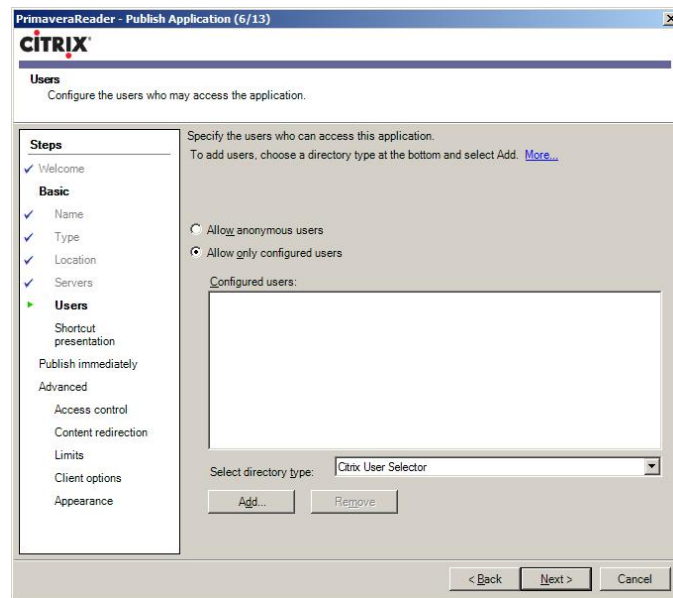 PrimaveraReader - Publish Application (6/13)
CİTRIX
Users
Configure the users who may access the application.
Steps
Welcome
Basic
Name
Type
Location
Servers
Users
Shortcut
presentation
Publish immediately
Advanced
Access control
Content redirection
Limits
Client options
Appearance
Specify the users who can access this application.
To add users, choose a directory type at the bottom and select Add. More...
Allow anonymous users
Allow only configured users
Configured users:
Select directory type: Citrix User Selector
Add... Remove
< Back Next > Cancel